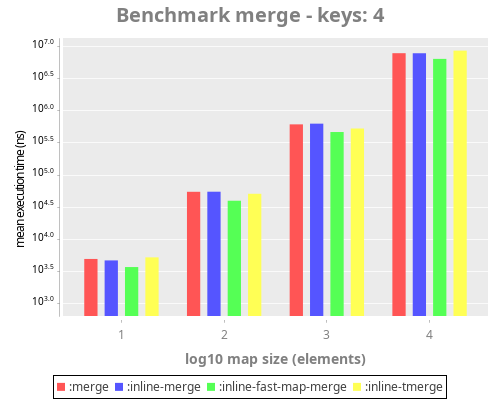 Benchmark merge - keys: 4
mean execution time (ns)
10^7.0
10^6.5
10^6.0
10^5.5
10^5.0
10^4.5
10^4.0
10^3.5
10^3.0
1 2 3 4
log10 map size (elements)
:merge :inline-merge :inline-fast-map-merge :inline-tmerge